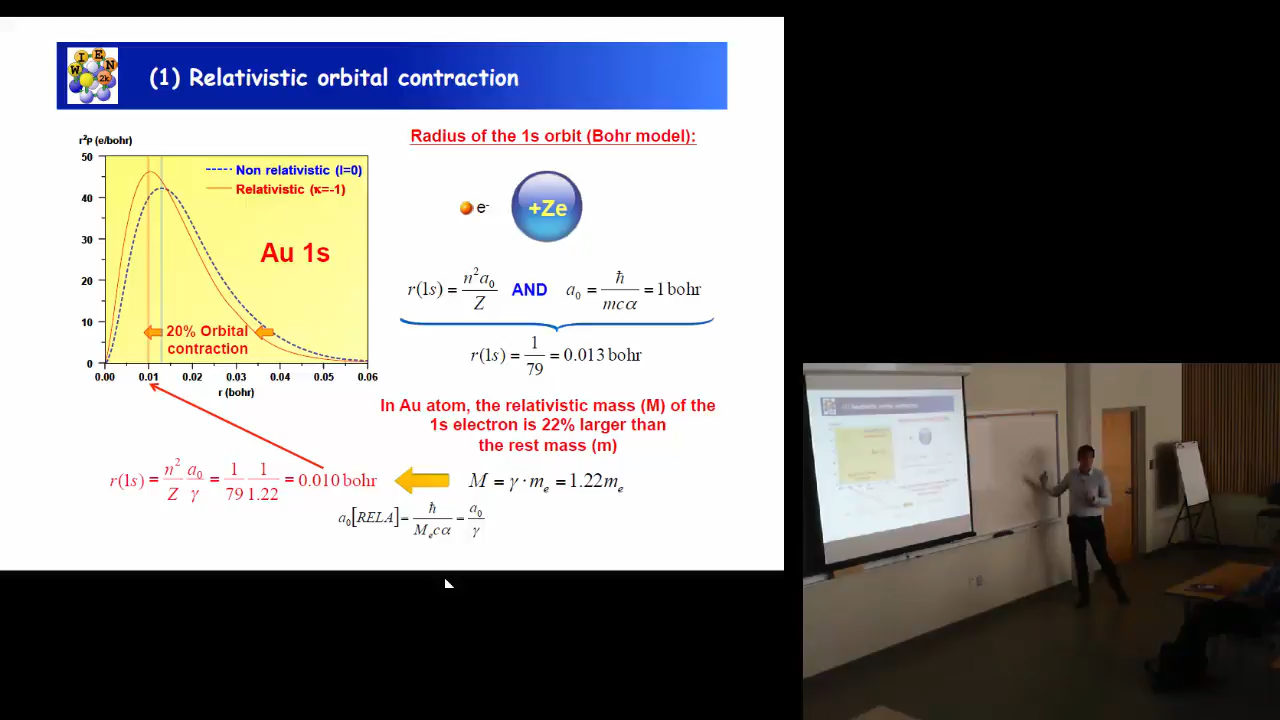 W I E N 2k
(1) Relativistic orbital contraction
r²ρ (e/bohr)
50
40
30
20
10
0
Non relativistic (l=0)
Relativistic (κ=-1)
Au 1s
20% Orbital
contraction
0.00 0.01 0.02 0.03 0.04 0.05 0.06
r (bohr)
Radius of the 1s orbit (Bohr model):
e⁻
+Ze
r(1s) = n²a₀/Z AND a₀ = ħ/mcα = 1 bohr
r(1s) = 1/79 = 0.013 bohr
In Au atom, the relativistic mass (M) of the
1s electron is 22% larger than
the rest mass (m)
r(1s) = n²/Z a₀/γ = 1/79 1/1.22 = 0.010 bohr
M = γ · mₑ = 1.22mₑ
a₀[RELA] = ħ/Mₑcα = a₀/γ